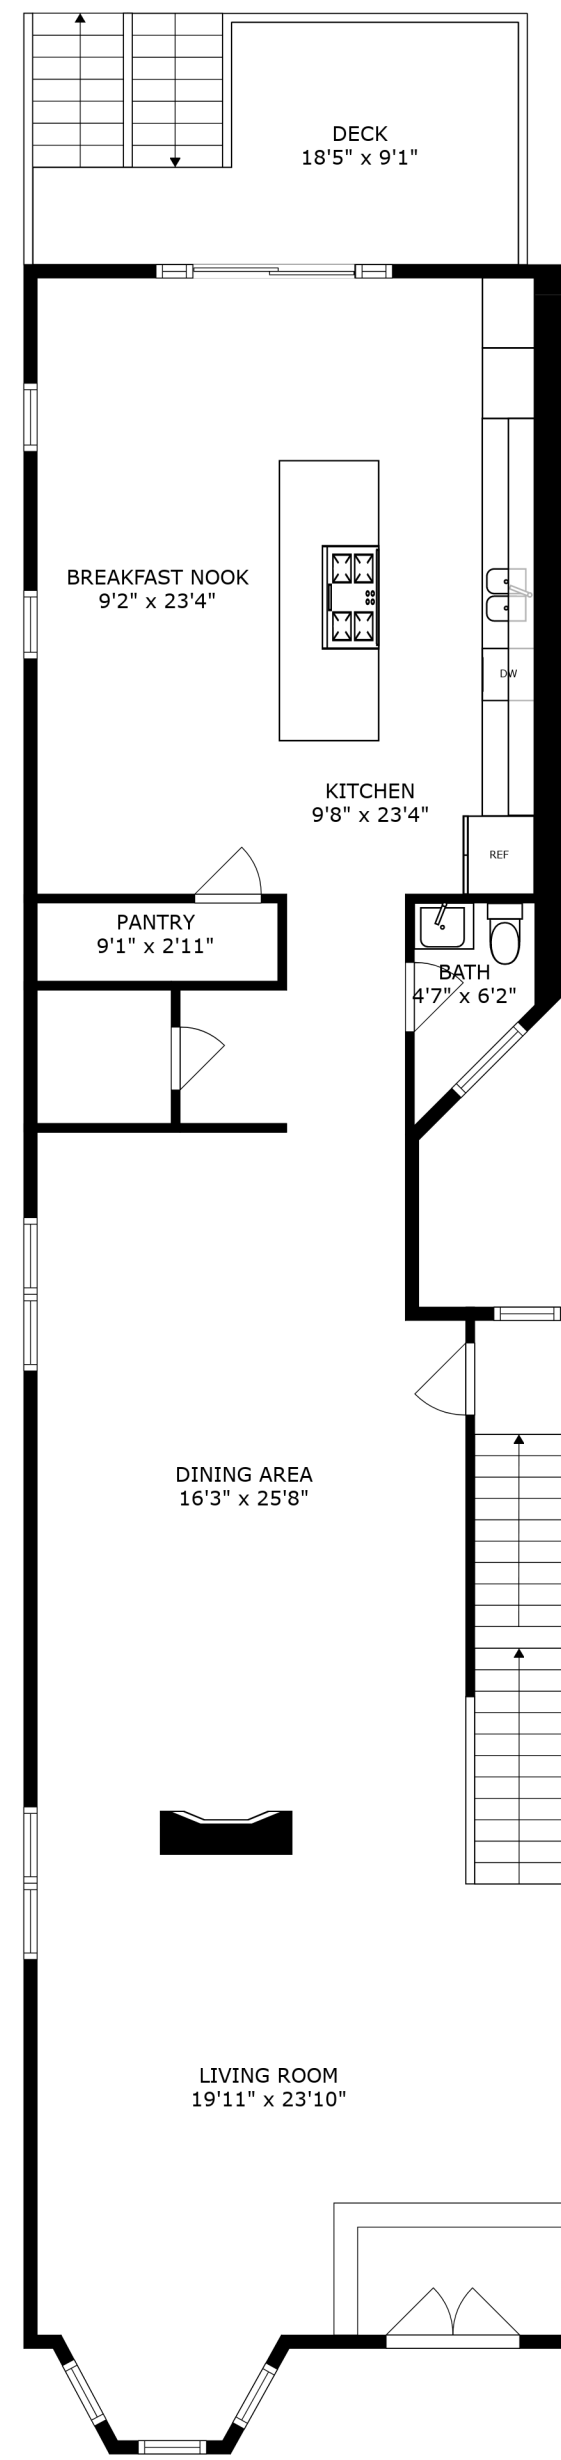 DECK
18'5" x 9'1"
BREAKFAST NOOK
9'2" x 23'4"
DW
KITCHEN
9'8" x 23'4"
REF
PANTRY
9'1" x 2'11"
BATH
4'7" x 6'2"
DINING AREA
16'3" x 25'8"
LIVING ROOM
19'11" x 23'10"